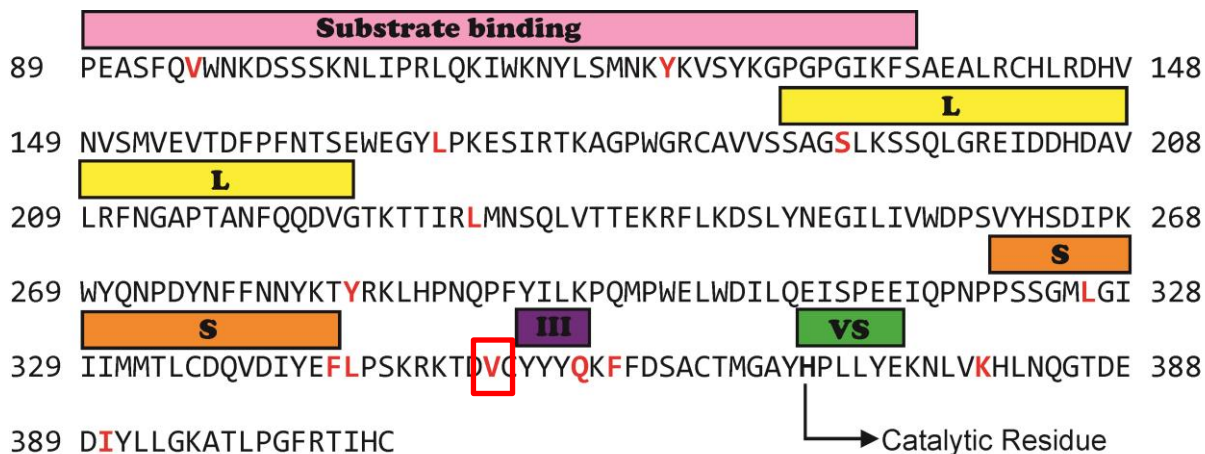 Substrate binding
89 PEASFQVWNKDSSSKNLIPRLQKIWKNYLSMNKYKVSYKGPGPGIKFSAEALRCHLRDHV 148
L
149 NVSMVEVTDFPFNTSEWEGYLPKESIRTKAGPWGRCAVVSSAGSLKSSQLGREIDDHDAV 208
L
209 LRFNGAPTANFQQDVGTKTTIRLMNSQLVTTEKRFLKDSLYNEGILIVWDPSVYHSDIPK 268
S
269 WYQNPDYNFFNNYKTYRKLHPNQPFYILKPQMPWELWDILQEISPEEIQPNPPSSGMLGI 328
S III VS
329 IIMMTLCDQVDIYEFLPSKRKTDVCYYYQKFFDSACTMGAYHPLLYEKNLVKHLNQGTDE 388
389 DIYLLGKATLPGFRTIHC
Catalytic Residue